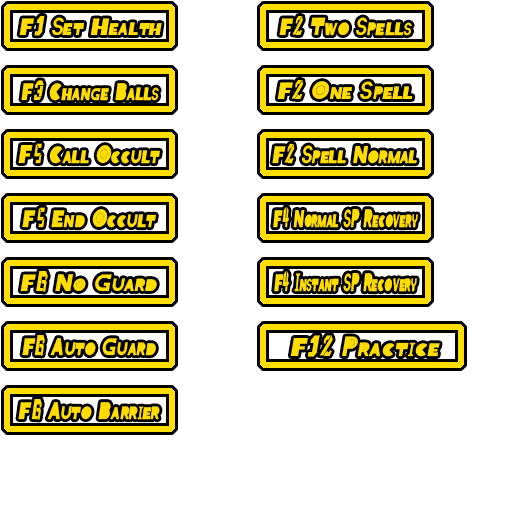 F1 Set Health
F2 Two Spells
F3 Change Balls
F2 One Spell
F5 Call Occult
F2 Spell Normal
F5 End Occult
F4 Normal SP Recovery
F6 No Guard
F4 Instant SP Recovery
F6 Auto Guard
F12 Practice
F6 Auto Barrier